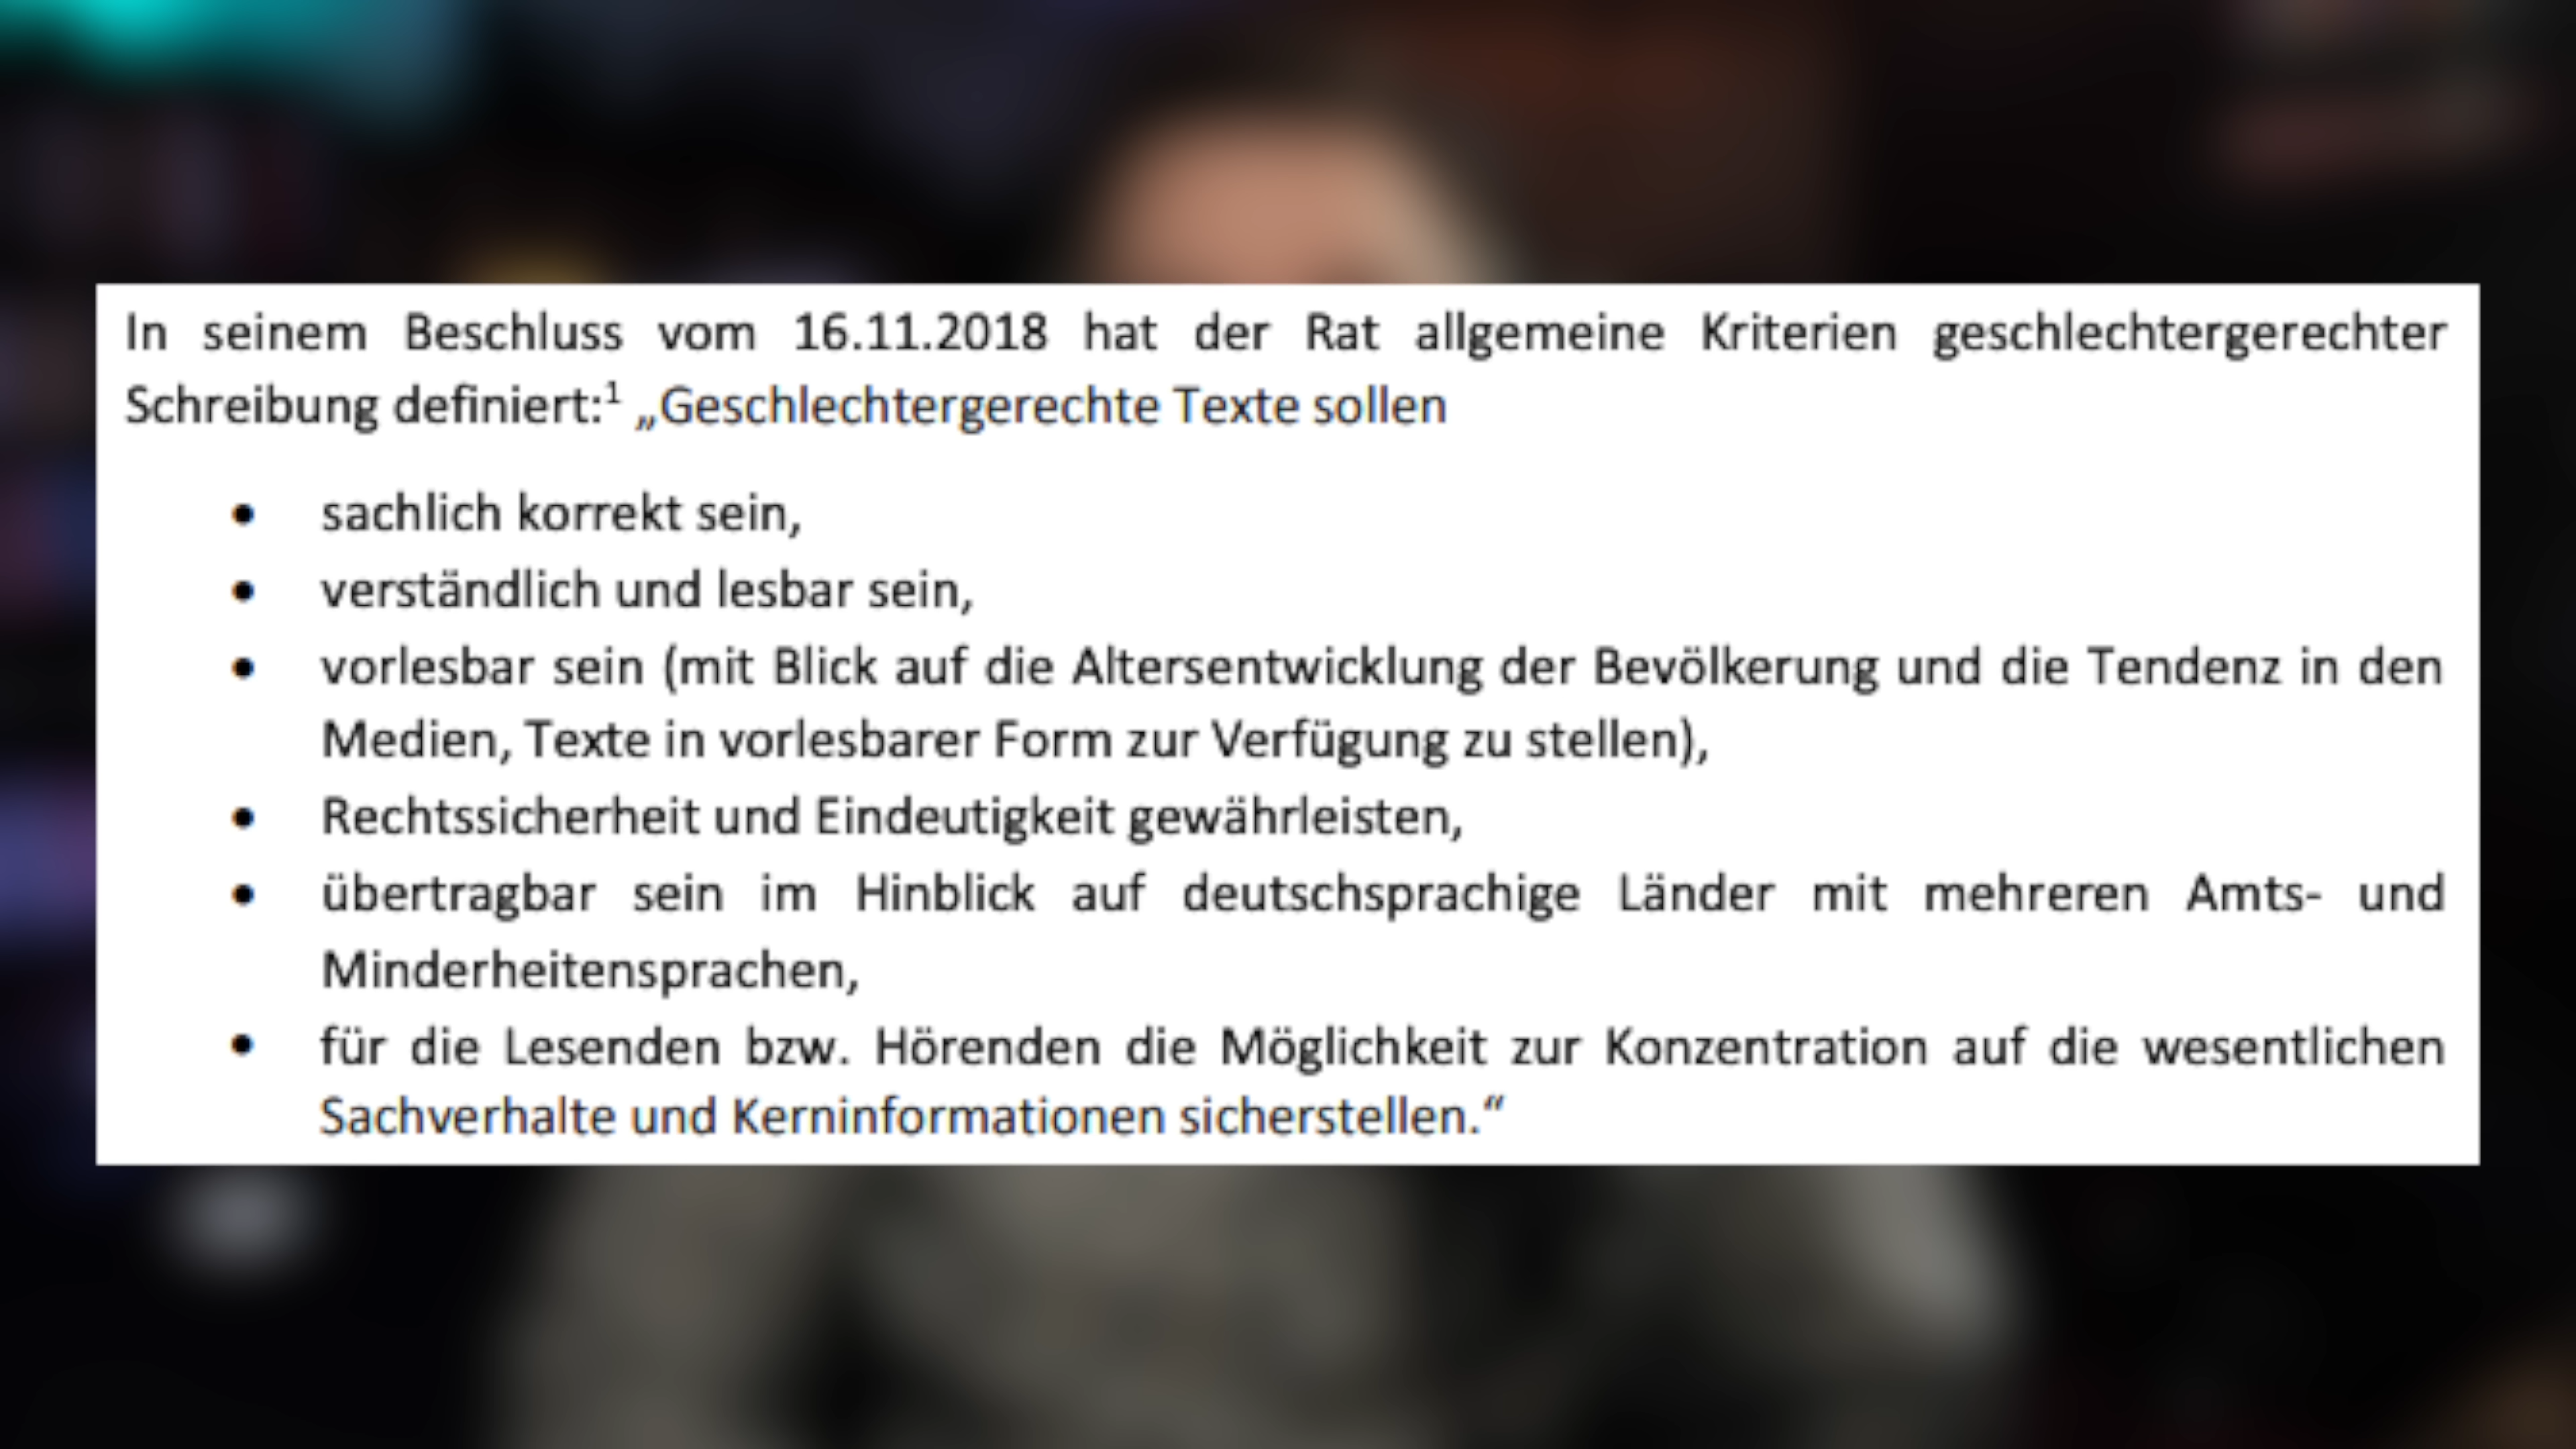 In seinem Beschluss vom 16.11.2018 hat der Rat allgemeine Kriterien geschlechtergerechter
Schreibung definiert:¹ „Geschlechtergerechte Texte sollen
• sachlich korrekt sein,
• verständlich und lesbar sein,
• vorlesbar sein (mit Blick auf die Altersentwicklung der Bevölkerung und die Tendenz in den
Medien, Texte in vorlesbarer Form zur Verfügung zu stellen),
• Rechtssicherheit und Eindeutigkeit gewährleisten,
• übertragbar sein im Hinblick auf deutschsprachige Länder mit mehreren Amts- und
Minderheitensprachen,
• für die Lesenden bzw. Hörenden die Möglichkeit zur Konzentration auf die wesentlichen
Sachverhalte und Kerninformationen sicherstellen.“